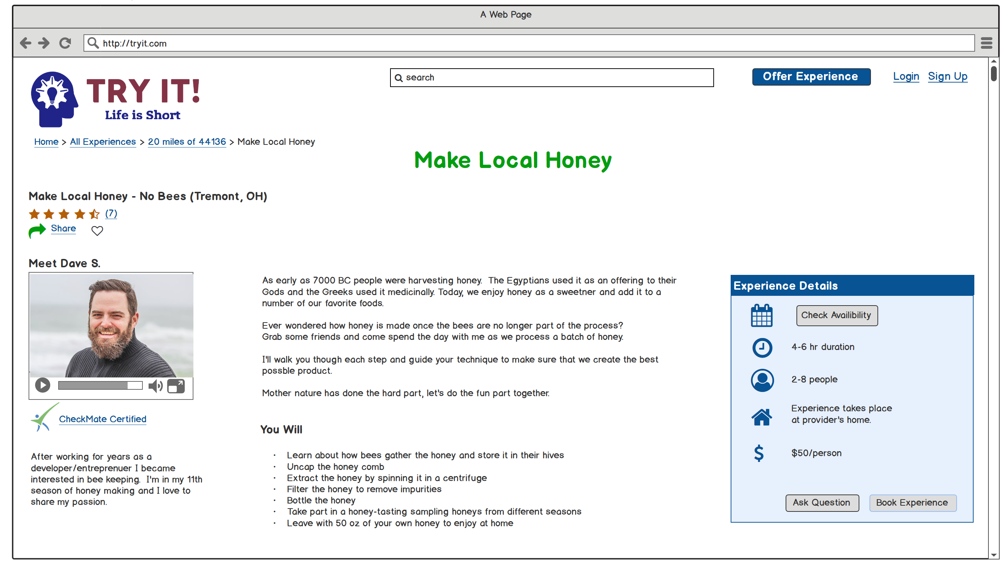 A Web Page
http://tryit.com
TRY IT!
Life is Short
search
Offer Experience
Login Sign Up
Home > All Experiences > 20 miles of 44136 > Make Local Honey
Make Local Honey
Make Local Honey - No Bees (Tremont, OH)
(7)
Share
Meet Dave S.
CheckMate Certified
After working for years as a
developer/entreprenuer I became
interested in bee keeping. I'm in my 11th
season of honey making and I love to
share my passion.
As early as 7000 BC people were harvesting honey. The Egyptians used it as an offering to their
Gods and the Greeks used it medicinally. Today, we enjoy honey as a sweetner and add it to a
number of our favorite foods.
Ever wondered how honey is made once the bees are no longer part of the process?
Grab some friends and come spend the day with me as we process a batch of honey.
I'll walk you though each step and guide your technique to make sure that we create the best
possble product.
Mother nature has done the hard part, let's do the fun part together.
You Will
· Learn about how bees gather the honey and store it in their hives
· Uncap the honey comb
· Extract the honey by spinning it in a centrifuge
· Filter the honey to remove impurities
· Bottle the honey
· Take part in a honey-tasting sampling honeys from different seasons
· Leave with 50 oz of your own honey to enjoy at home
Experience Details
Check Availibility
4-6 hr duration
2-8 people
Experience takes place
at provider's home.
$
$50/person
Ask Question
Book Experience